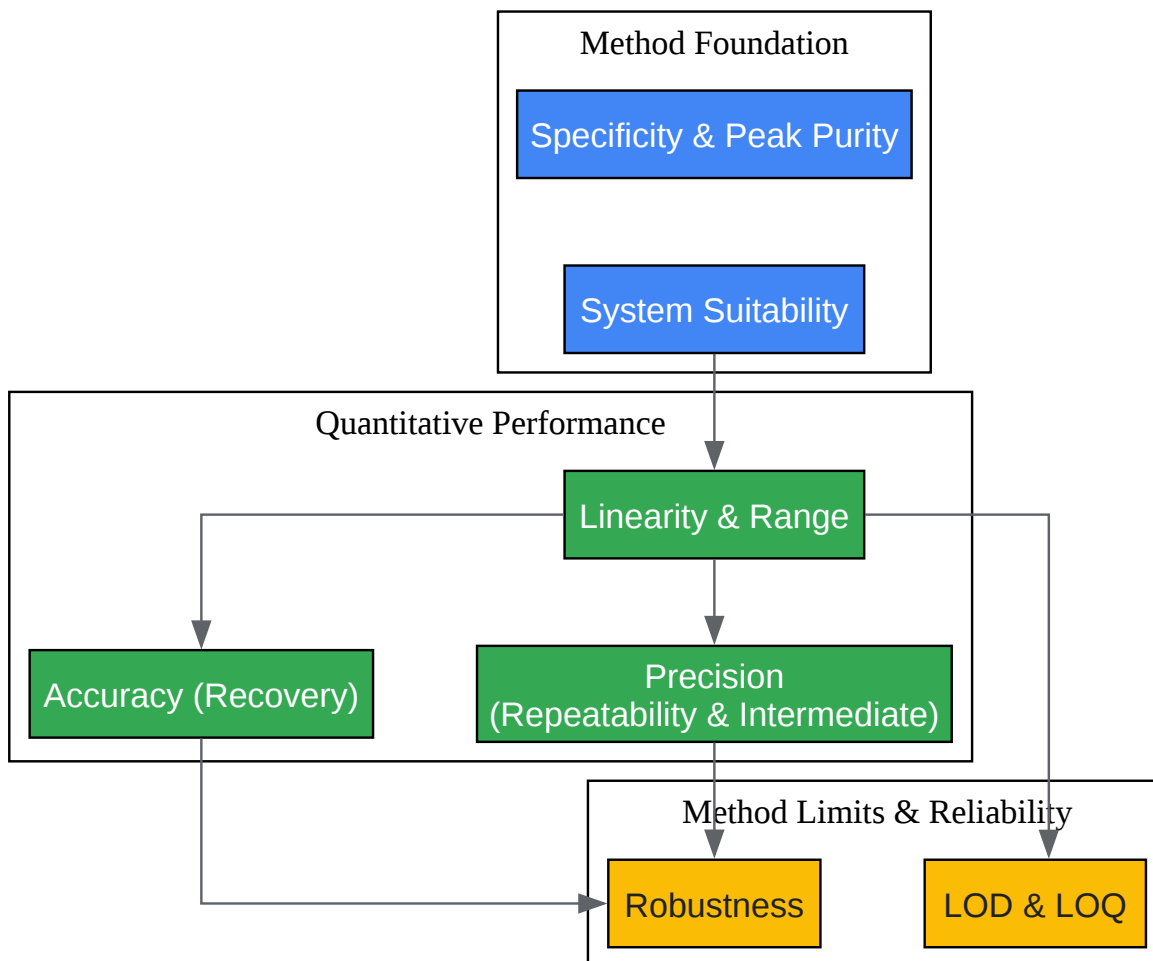 Method Foundation
Specificity & Peak Purity
System Suitability
Quantitative Performance
Linearity & Range
Accuracy (Recovery)
Precision
(Repeatability & Intermediate)
Method Limits & Reliability
Robustness
LOD & LOQ